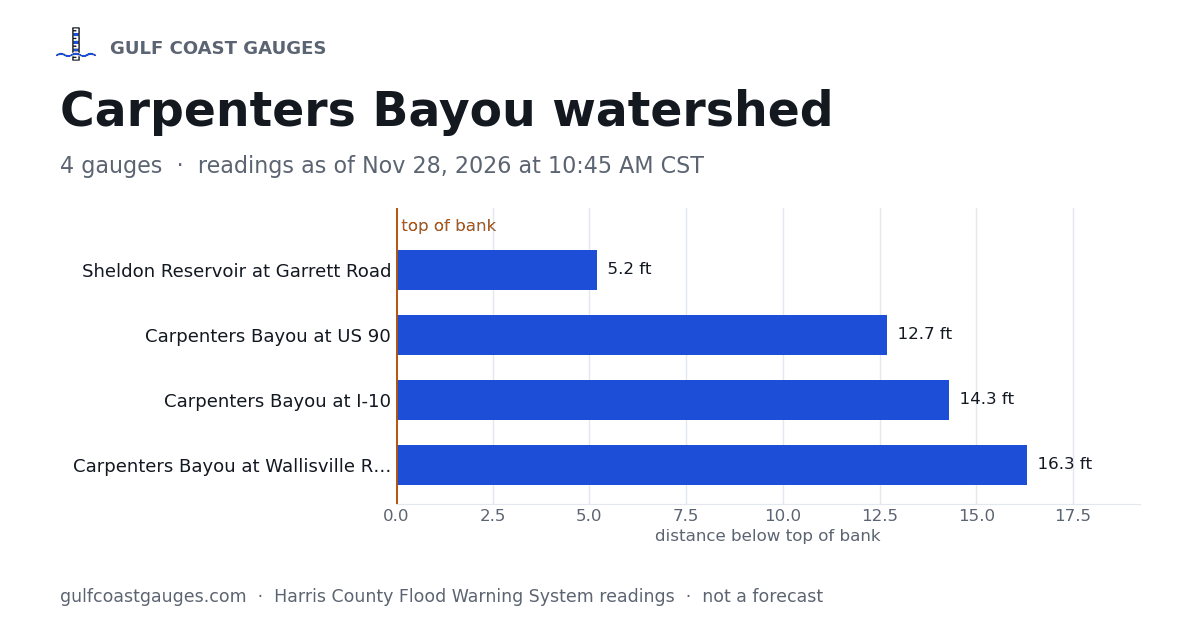 GULF COAST GAUGES
Carpenters Bayou watershed
4 gauges · readings as of Nov 28, 2026 at 10:45 AM CST
top of bank
Sheldon Reservoir at Garrett Road 5.2 ft
Carpenters Bayou at US 90 12.7 ft
Carpenters Bayou at I-10 14.3 ft
Carpenters Bayou at Wallisville R… 16.3 ft
0.0 2.5 5.0 7.5 10.0 12.5 15.0 17.5
distance below top of bank
gulfcoastgauges.com · Harris County Flood Warning System readings · not a forecast